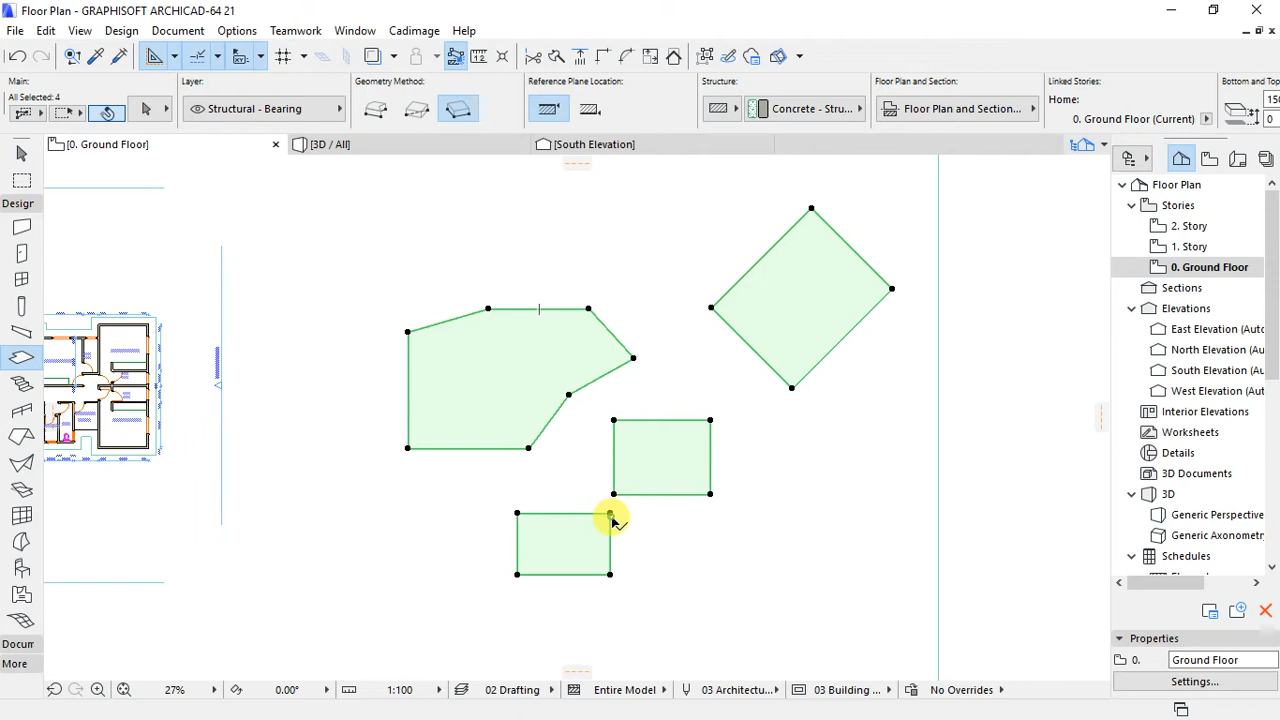 Floor Plan - GRAPHISOFT ARCHICAD-64 21
File Edit View Design Document Options Teamwork Window Cadimage Help
Main:
All Selected: 4
Layer:
Structural - Bearing
Geometry Method:
Reference Plane Location:
Structure:
Concrete - Stru...
Floor Plan and Section:
Floor Plan and Section...
Linked Stories:
Home:
0. Ground Floor (Current)
Bottom and Top
150
0
[0. Ground Floor]
[3D / All]
[South Elevation]
Design
Docum
More
Floor Plan
Stories
2. Story
1. Story
0. Ground Floor
Sections
Elevations
East Elevation (Auto
North Elevation (Au
South Elevation (Au
West Elevation (Aut
Interior Elevations
Worksheets
Details
3D Documents
3D
Generic Perspective
Generic Axonometr
Schedules
Properties
0.
Ground Floor
Settings...
27%
0.00°
1:100
02 Drafting
Entire Model
03 Architectu...
03 Building ...
No Overrides